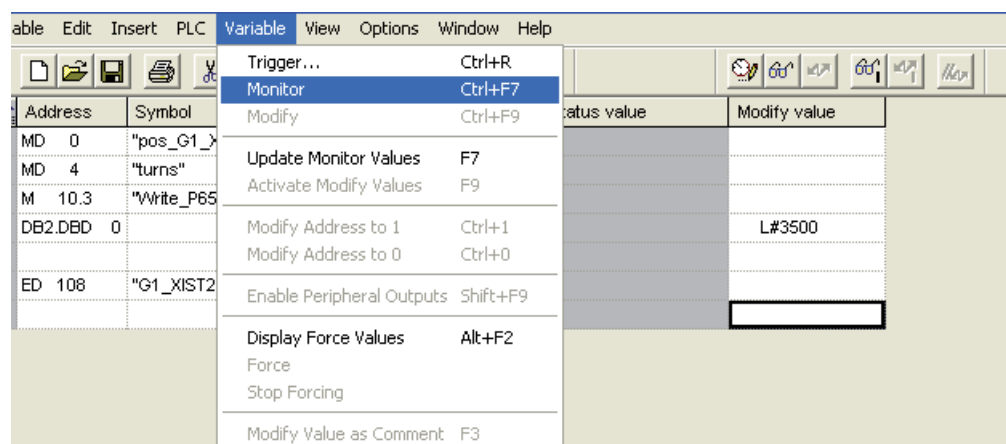 able Edit Insert PLC Variable View Options Window Help
Trigger... Ctrl+R
Monitor Ctrl+F7
Modify Ctrl+F9
Update Monitor Values F7
Activate Modify Values F9
Modify Address to 1 Ctrl+1
Modify Address to 0 Ctrl+0
Enable Peripheral Outputs Shift+F9
Display Force Values Alt+F2
Force
Stop Forcing
Modify Value as Comment F3
Address Symbol tatus value Modify value
MD 0 "pos_G1_X
MD 4 "turns"
M 10.3 "Write_P65
DB2.DBD 0 L#3500
ED 108 "G1_XIST2